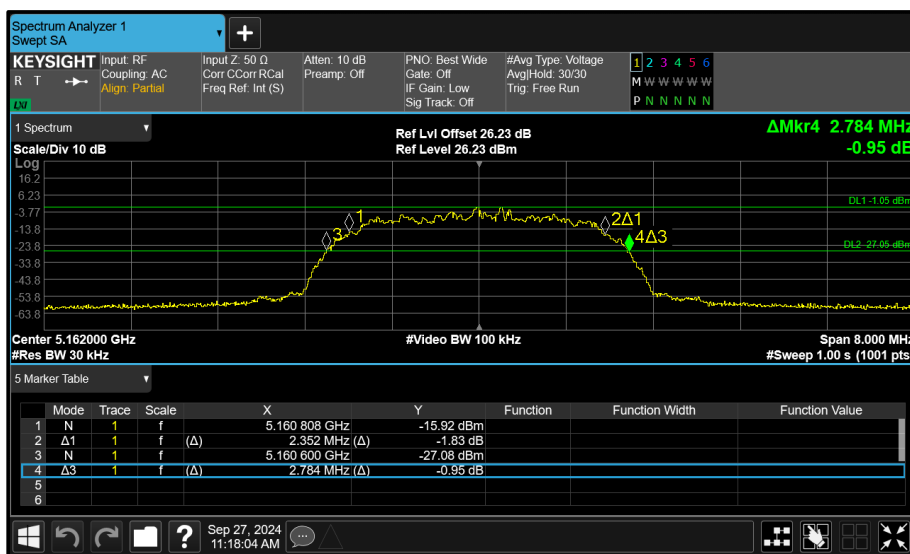 Spectrum Analyzer 1
Swept SA
KEYSIGHT
R T
LXI
Input: RF
Coupling: AC
Align: Partial
Input Z: 50 Ω
Corr CCorr RCal
Freq Ref: Int (S)
Atten: 10 dB
Preamp: Off
PNO: Best Wide
Gate: Off
IF Gain: Low
Sig Track: Off
#Avg Type: Voltage
Avg|Hold: 30/30
Trig: Free Run
1 2 3 4 5 6
M W W W W W
P N N N N N
1 Spectrum
Scale/Div 10 dB
Ref Lvl Offset 26.23 dB
Ref Level 26.23 dBm
ΔMkr4 2.784 MHz
-0.95 dB
Log
16.2
6.23
-3.77
-13.8
-23.8
-33.8
-43.8
-53.8
-63.8
DL1 -1.05 dBm
1
2Δ1
3
4Δ3
DL2 -27.05 dBm
Center 5.162000 GHz
#Video BW 100 kHz
Span 8.000 MHz
#Res BW 30 kHz
#Sweep 1.00 s (1001 pts
5 Marker Table
Mode Trace Scale X Y Function Function Width Function Value
1 N 1 f 5.160 808 GHz -15.92 dBm
2 Δ1 1 f (Δ) 2.352 MHz (Δ) -1.83 dB
3 N 1 f 5.160 600 GHz -27.08 dBm
4 Δ3 1 f (Δ) 2.784 MHz (Δ) -0.95 dB
5
6
?
Sep 27, 2024
11:18:04 AM